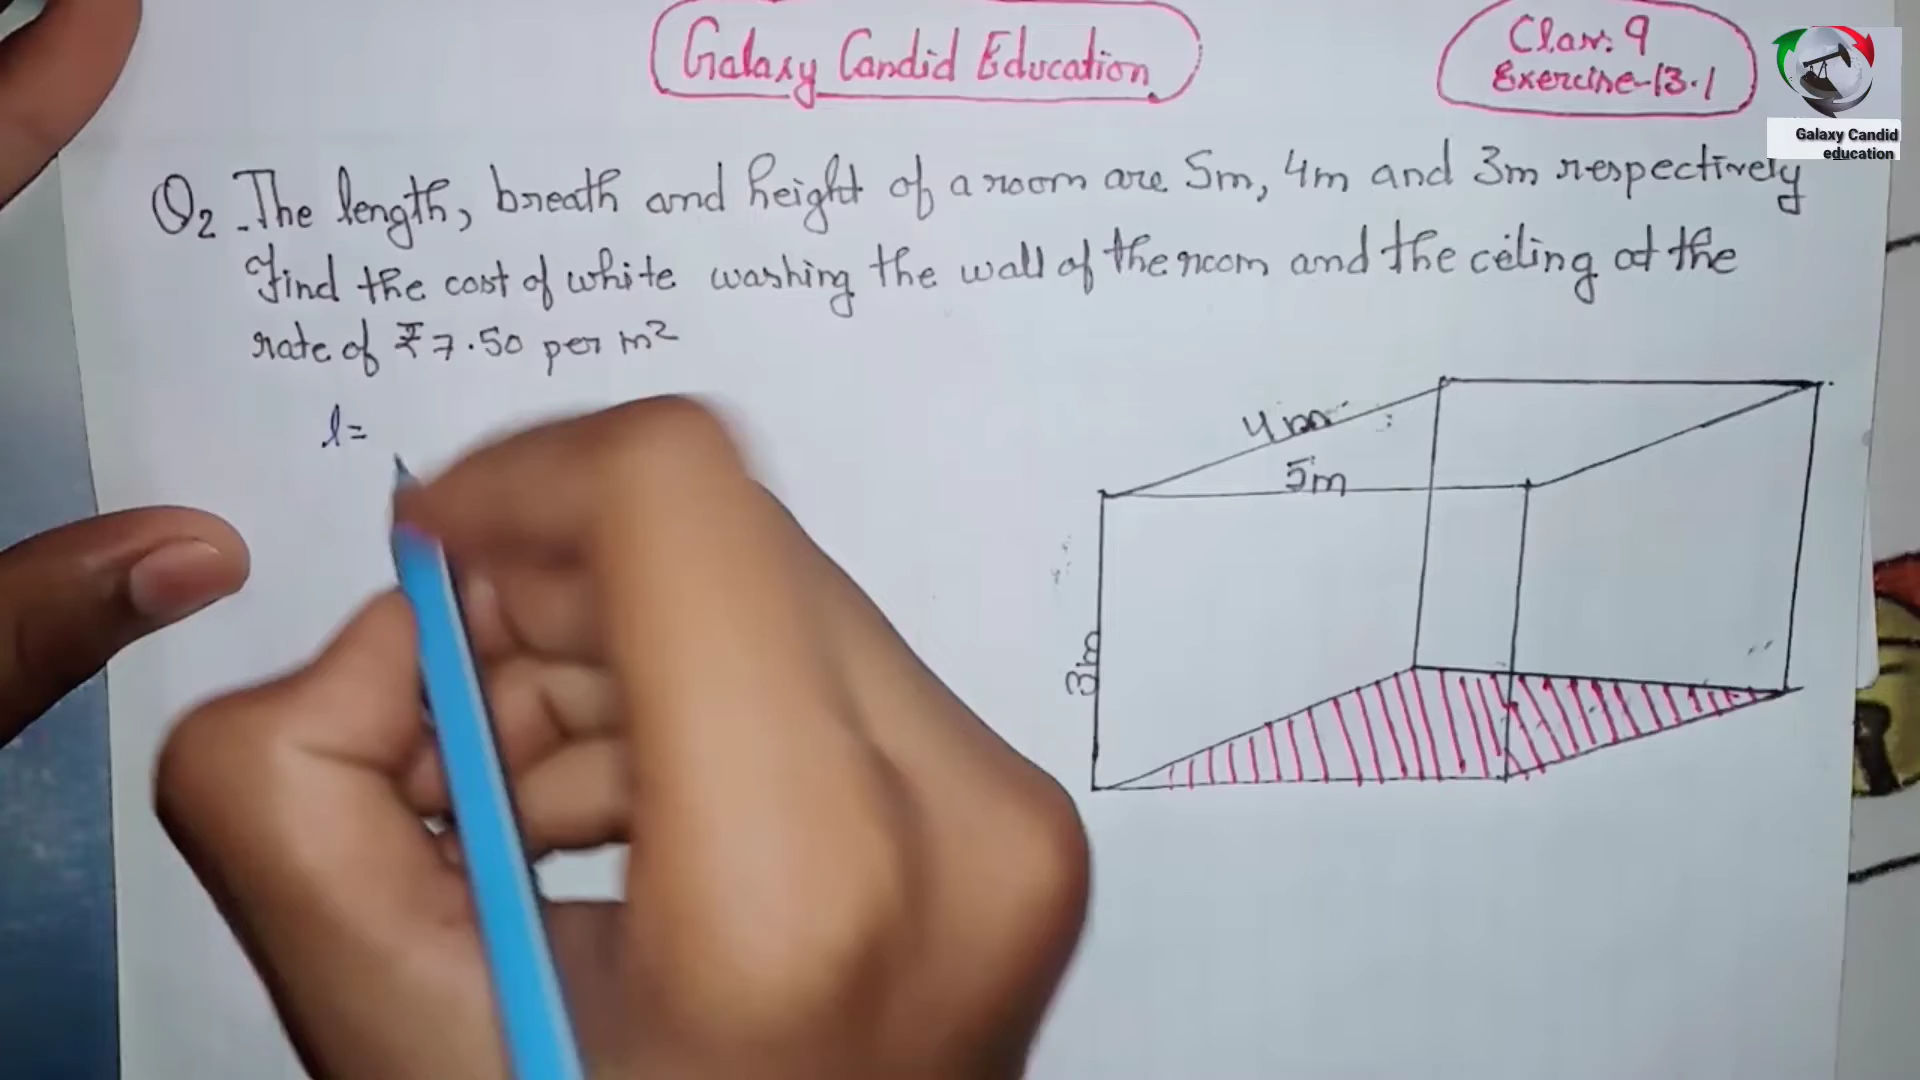 Galaxy Candid Education
Class: 9
Exercise-13.1
Galaxy Candid
education
Q2. The length, breath and height of a room are 5m, 4m and 3m respectively
Find the cost of white washing the wall of the room and the celing at the
rate of ₹7.50 per m²
l=
4m
5m
3m